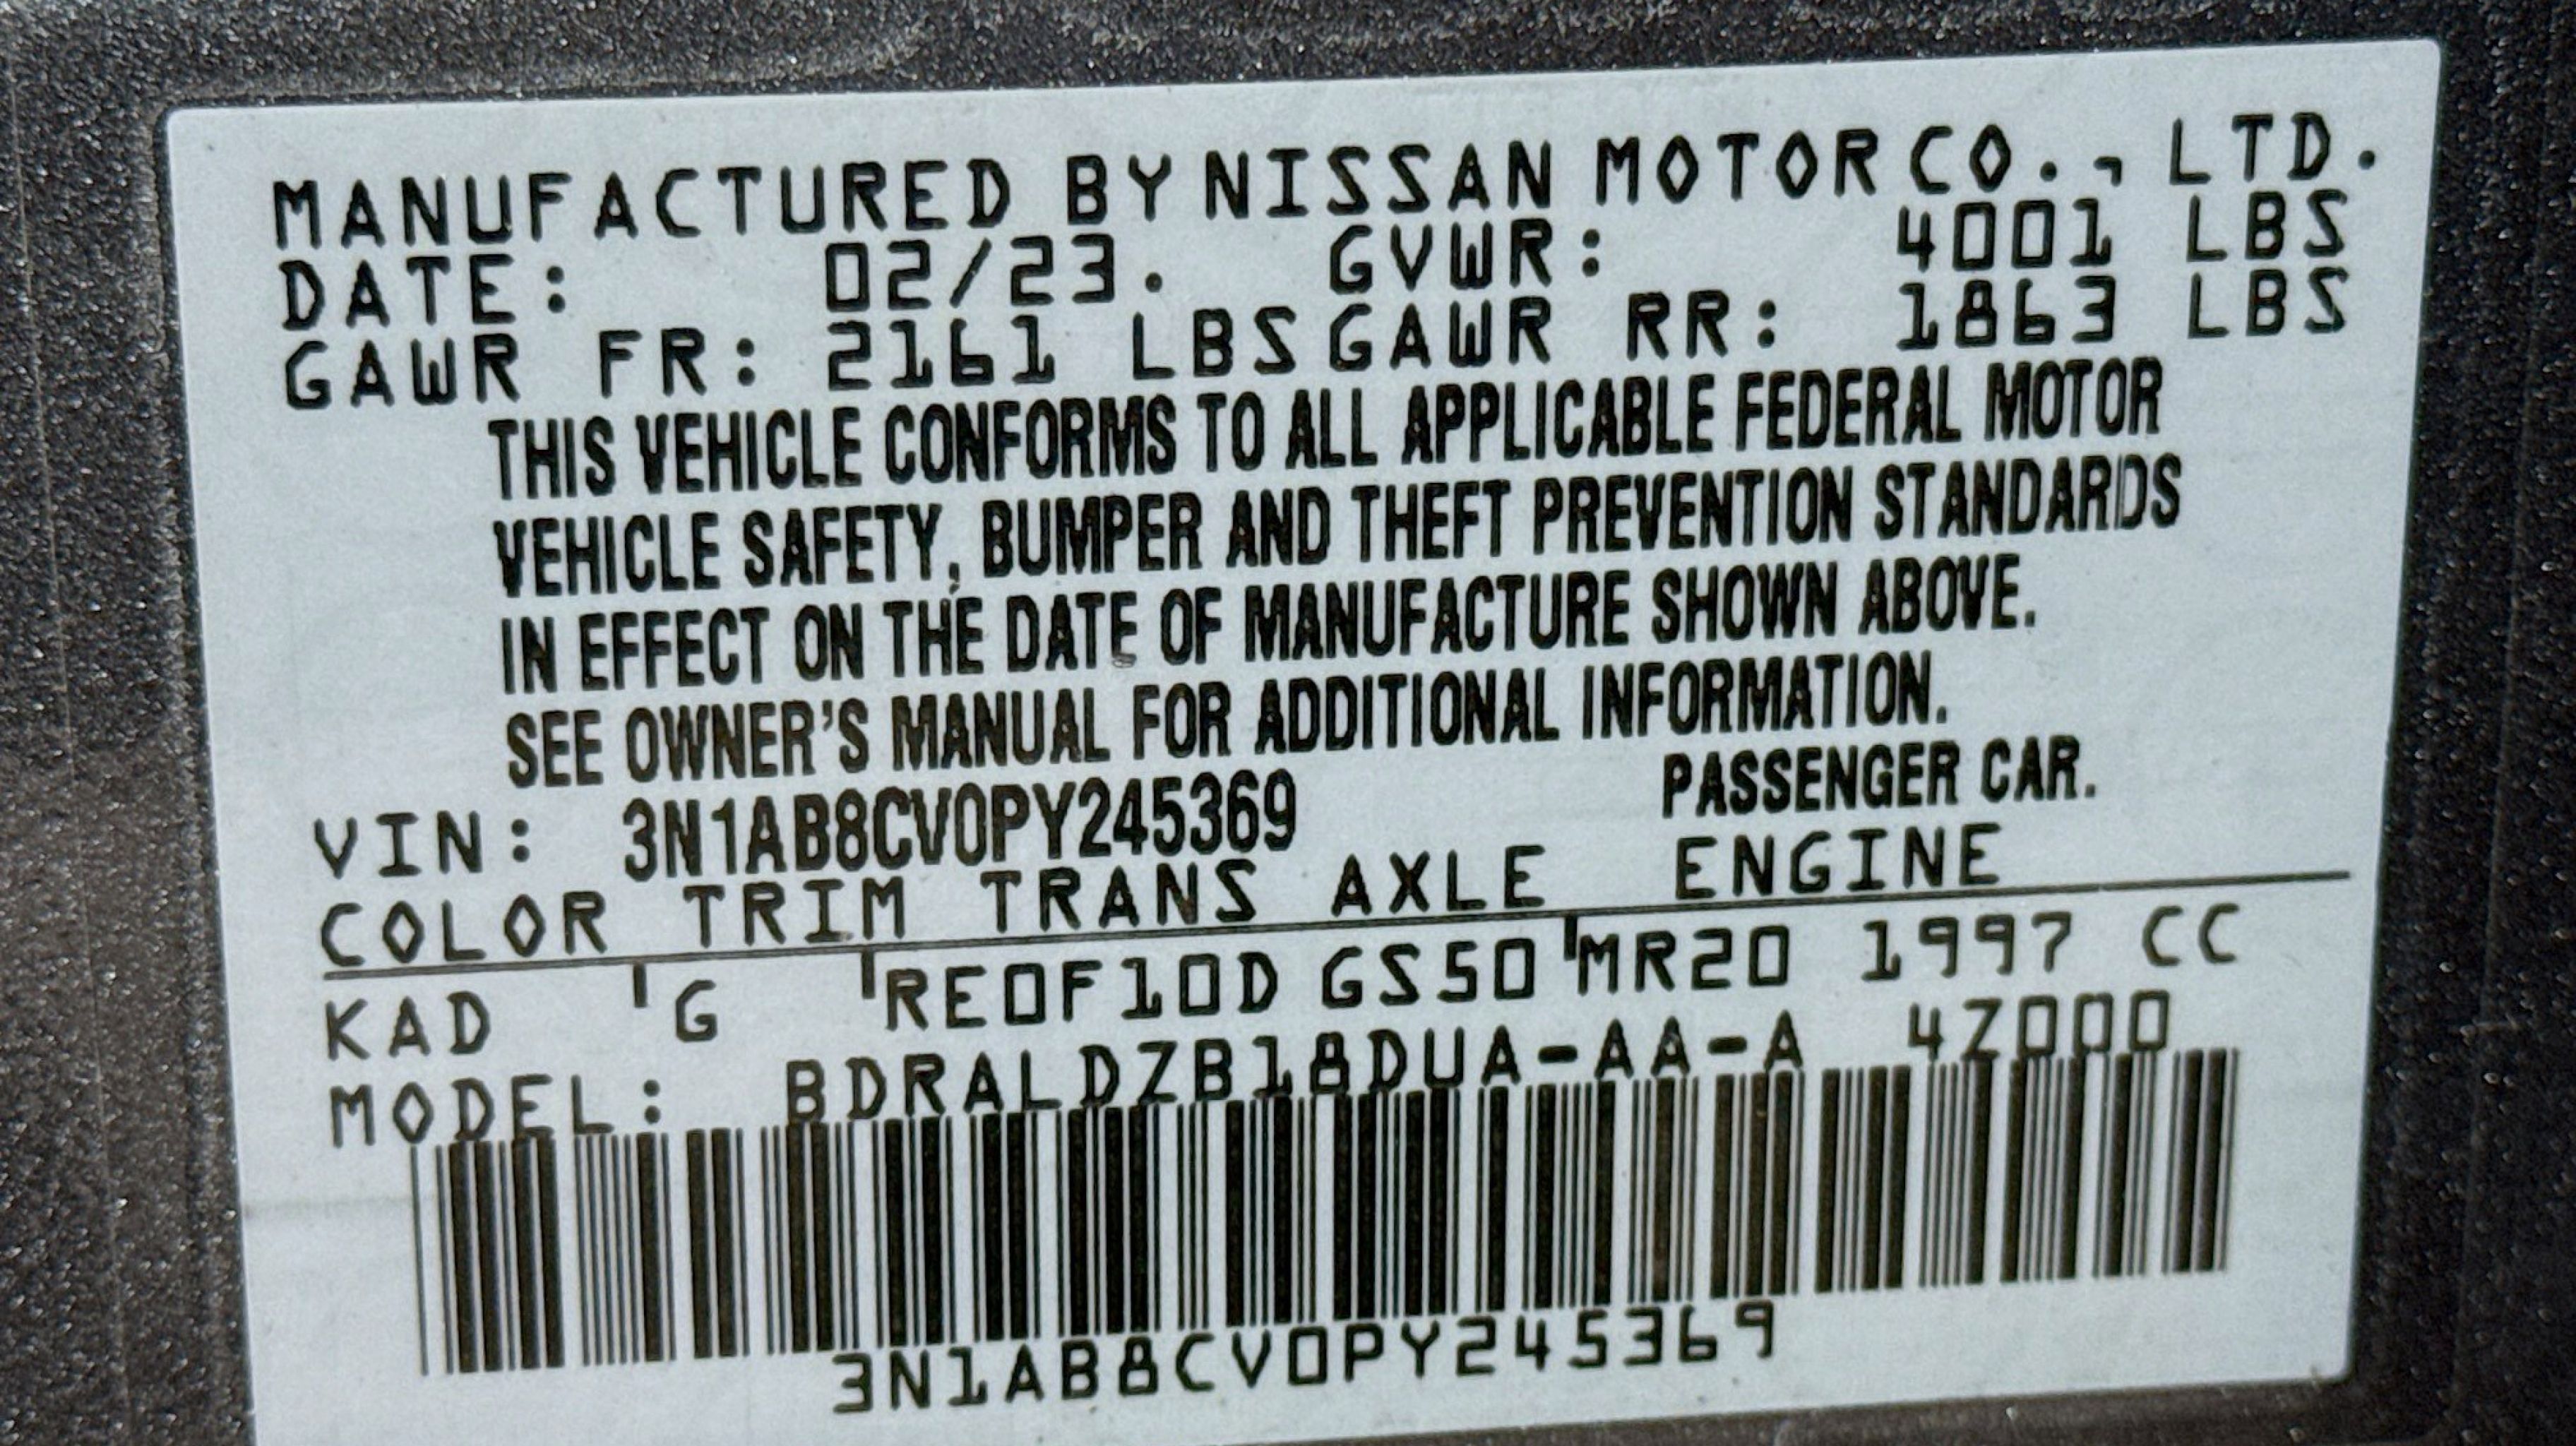 MANUFACTURED BY NISSAN MOTOR CO., LTD.
DATE: 02/23. GVWR: 4001 LBS
GAWR FR: 2161 LBS GAWR RR: 1863 LBS
THIS VEHICLE CONFORMS TO ALL APPLICABLE FEDERAL MOTOR
VEHICLE SAFETY, BUMPER AND THEFT PREVENTION STANDARDS
IN EFFECT ON THE DATE OF MANUFACTURE SHOWN ABOVE.
SEE OWNER'S MANUAL FOR ADDITIONAL INFORMATION.
VIN: 3N1AB8CV0PY245369 PASSENGER CAR.
COLOR TRIM TRANS AXLE ENGINE
KAD G RE0F10D GS50 MR20 1997 CC
MODEL: BDRALDZB18DUA-AA-A 4Z000
3N1AB8CV0PY245369